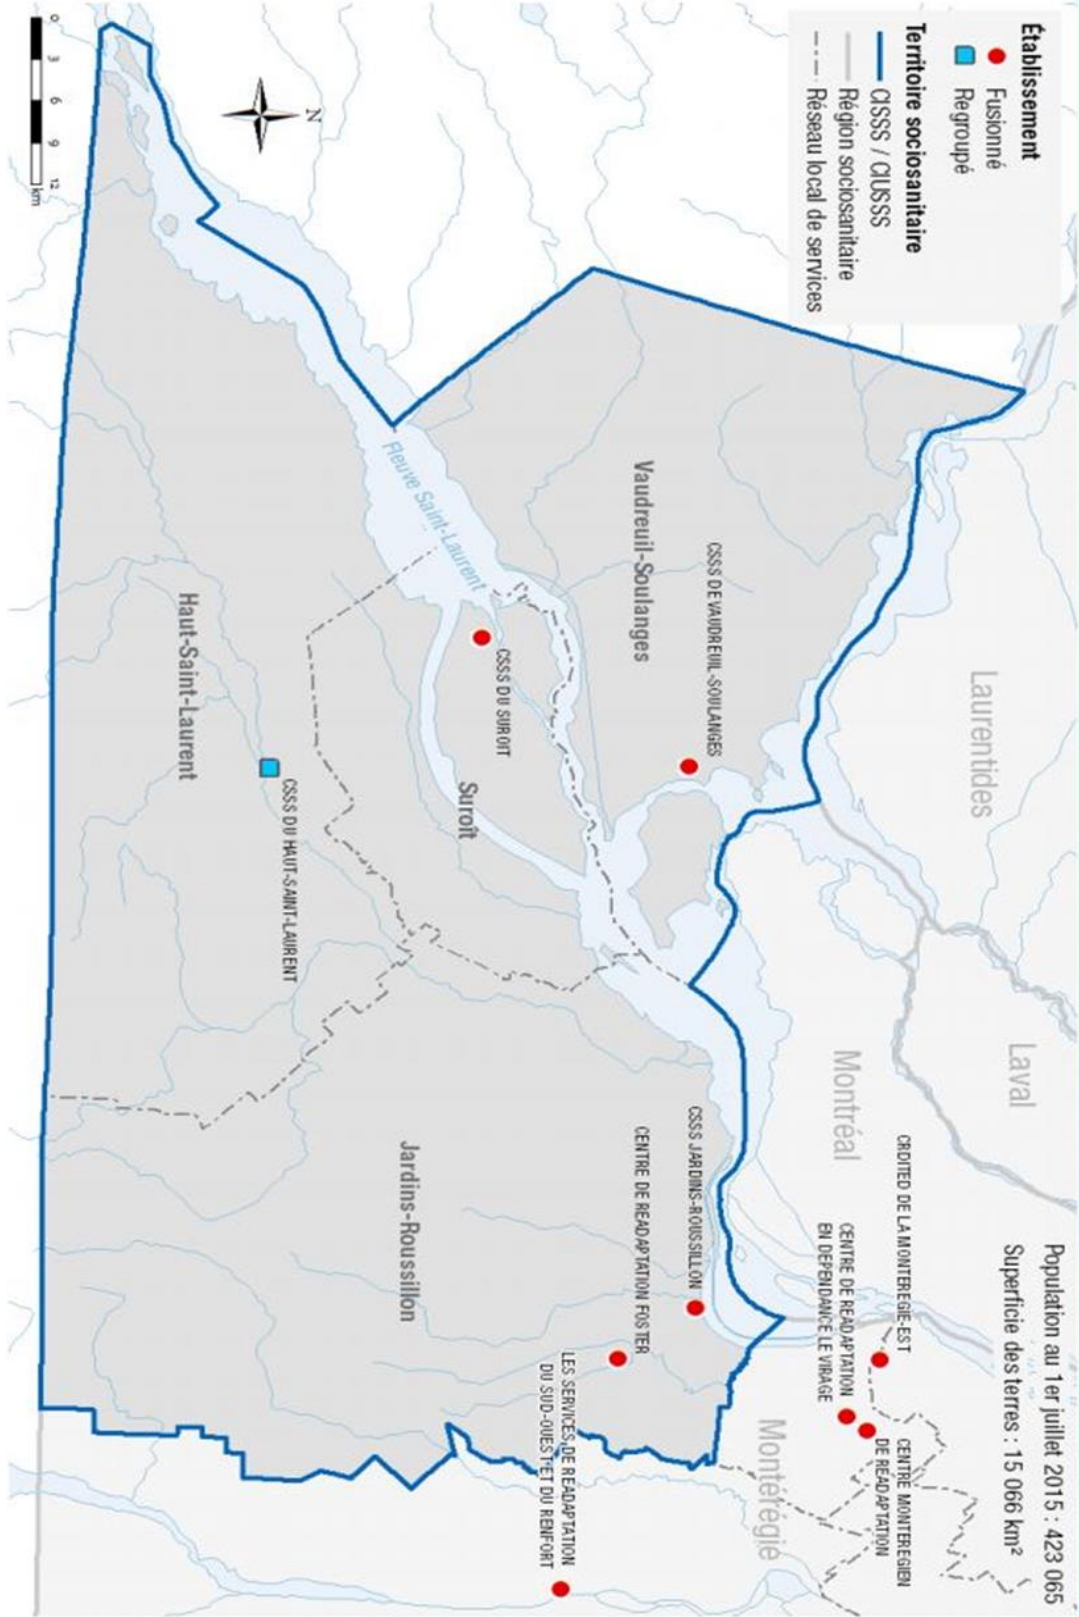 Établissement
Fusionné
Regroupé
Territoire sociosanitaire
CISSS / CIUSSS
Région sociosanitaire
Réseau local de services
Population au 1er juillet 2015 : 423 065
Superficie des terres : 15 066 km²
Laurentides
Laval
Montréal
Montérégie
CRDITED DE LA MONTEREGIE-EST
CENTRE DE READAPTATION
EN DEPENDANCE LE VIRAGE
CENTRE MONTEREGIEN
DE READAPTATION
CSSS DE VAUDREUIL-SOULANGES
Vaudreuil-Soulanges
CSSS JARDINS-ROUSSILLON
CENTRE DE READAPTATION FOSTER
LES SERVICES DE READAPTATION
DU SUD-OUEST ET DU RENFORT
Fleuve Saint-Laurent
CSSS DU SUROIT
Suroît
Jardins-Roussillon
CSSS DU HAUT-SAINT-LAURENT
Haut-Saint-Laurent
N
0 3 6 9 12
km